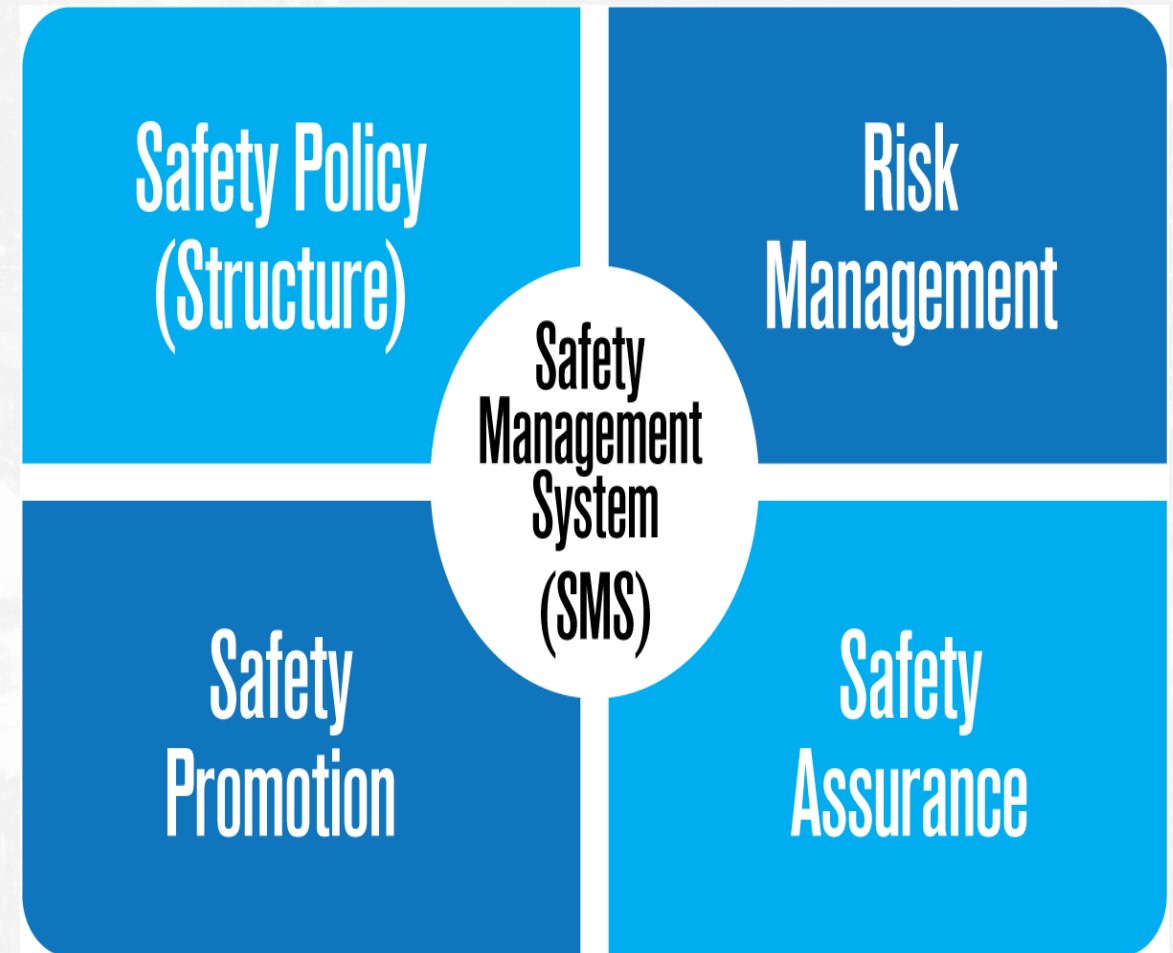 Safety Policy
(Structure)
Risk
Management
Safety
Management
System
(SMS)
Safety
Promotion
Safety
Assurance